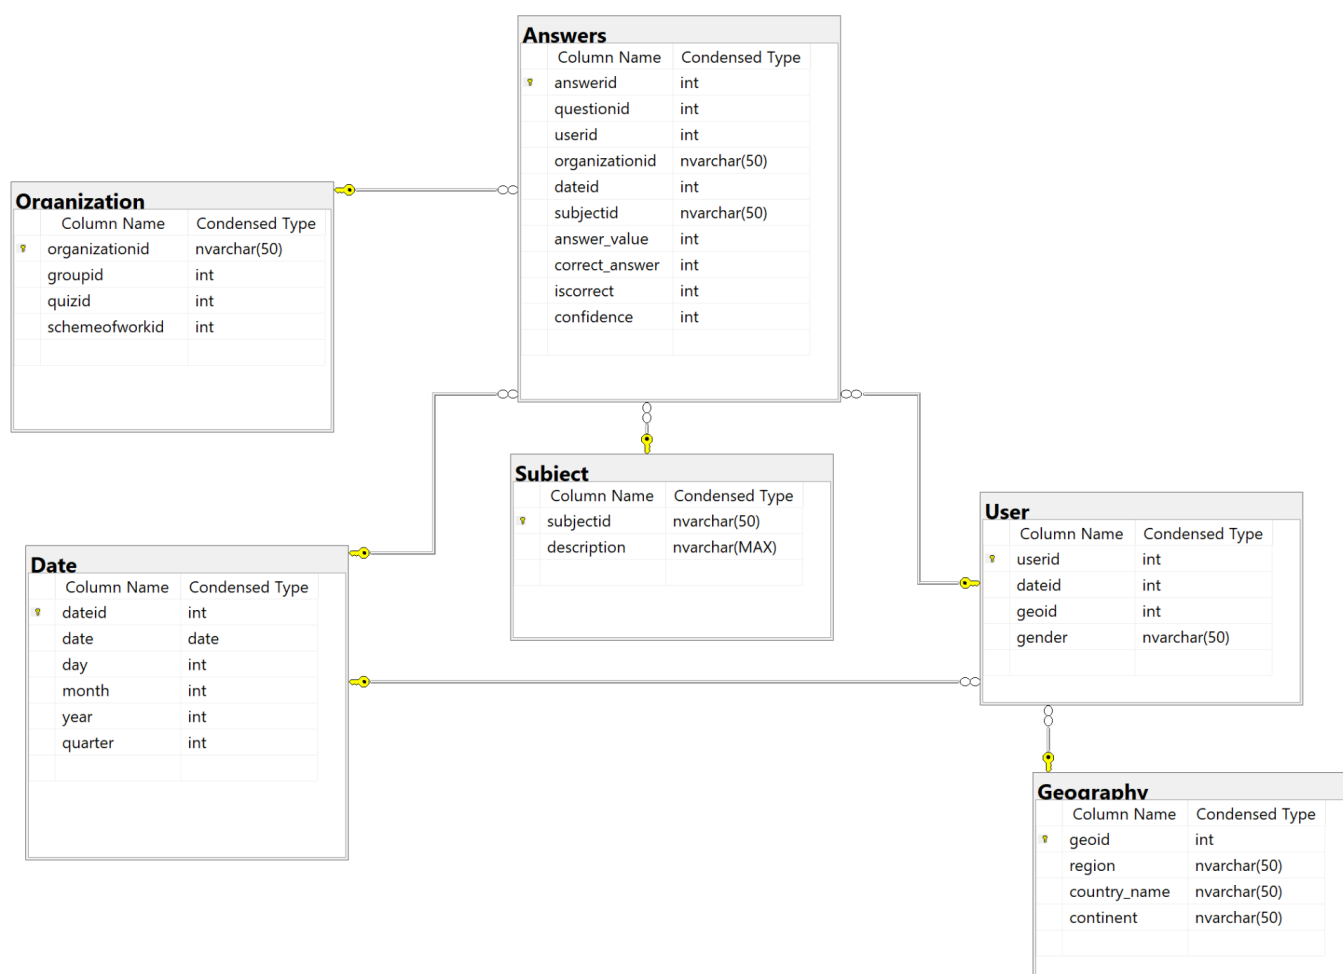 Answers
Column Name Condensed Type
answerid int
questionid int
userid int
organizationid nvarchar(50)
dateid int
subjectid nvarchar(50)
answer_value int
correct_answer int
iscorrect int
confidence int
Organization
Column Name Condensed Type
organizationid nvarchar(50)
groupid int
quizid int
schemeofworkid int
Subject
Column Name Condensed Type
subjectid nvarchar(50)
description nvarchar(MAX)
User
Column Name Condensed Type
userid int
dateid int
geoid int
gender nvarchar(50)
Date
Column Name Condensed Type
dateid int
date date
day int
month int
year int
quarter int
Geography
Column Name Condensed Type
geoid int
region nvarchar(50)
country_name nvarchar(50)
continent nvarchar(50)